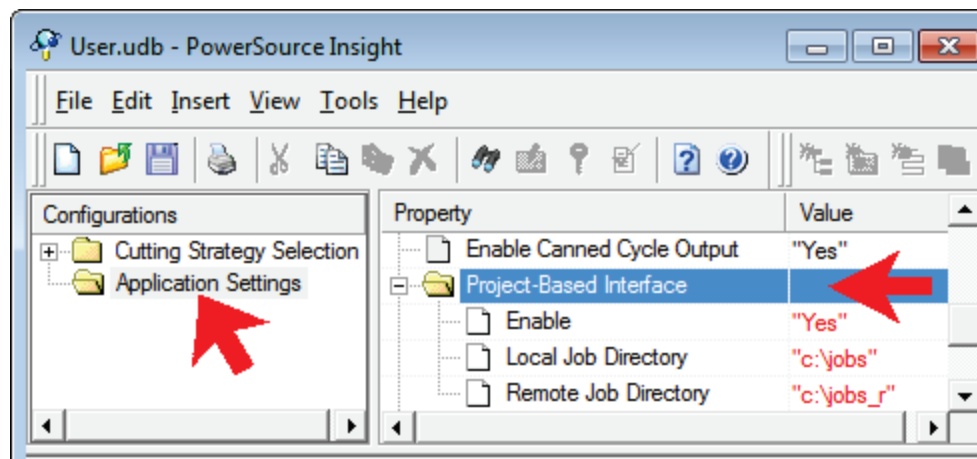 User.udb - PowerSource Insight
File Edit Insert View Tools Help
Configurations
Cutting Strategy Selection
Application Settings
Property Value
Enable Canned Cycle Output "Yes"
Project-Based Interface
Enable "Yes"
Local Job Directory "c:\jobs"
Remote Job Directory "c:\jobs_r"